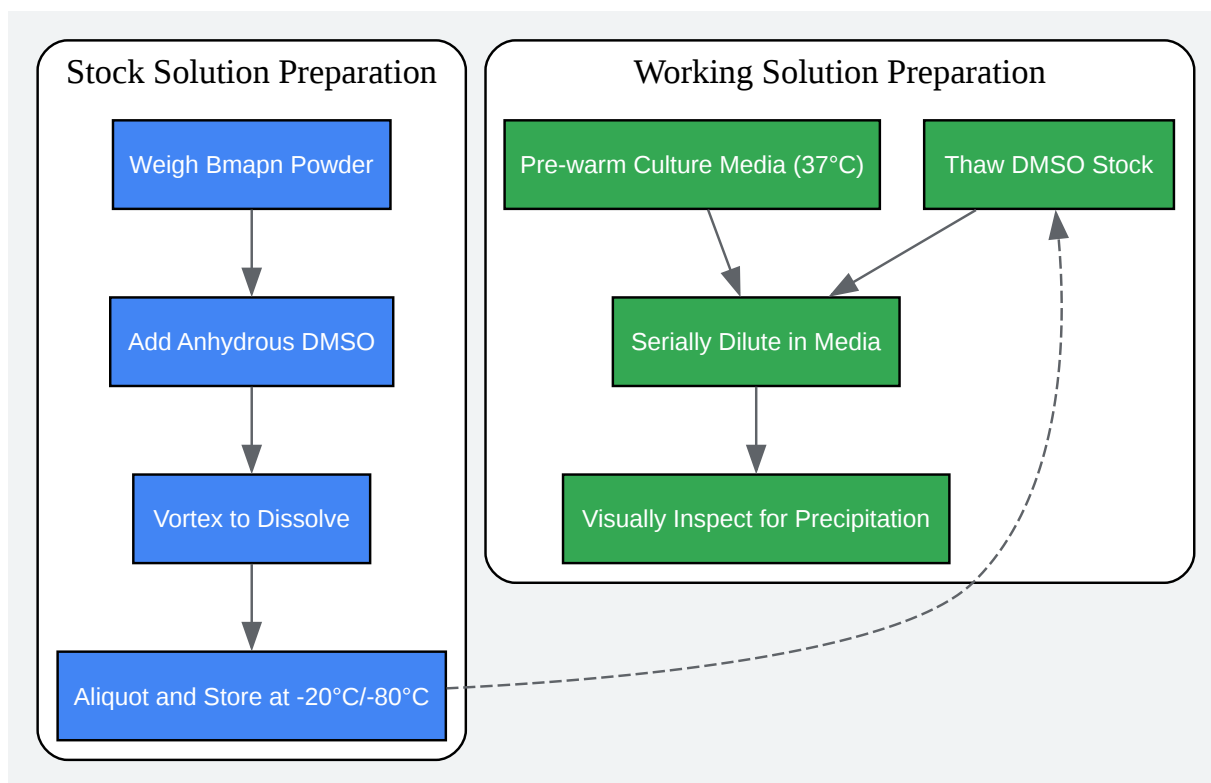 Stock Solution Preparation
Weigh Bmapn Powder
Add Anhydrous DMSO
Vortex to Dissolve
Aliquot and Store at -20°C/-80°C
Working Solution Preparation
Pre-warm Culture Media (37°C)
Thaw DMSO Stock
Serially Dilute in Media
Visually Inspect for Precipitation